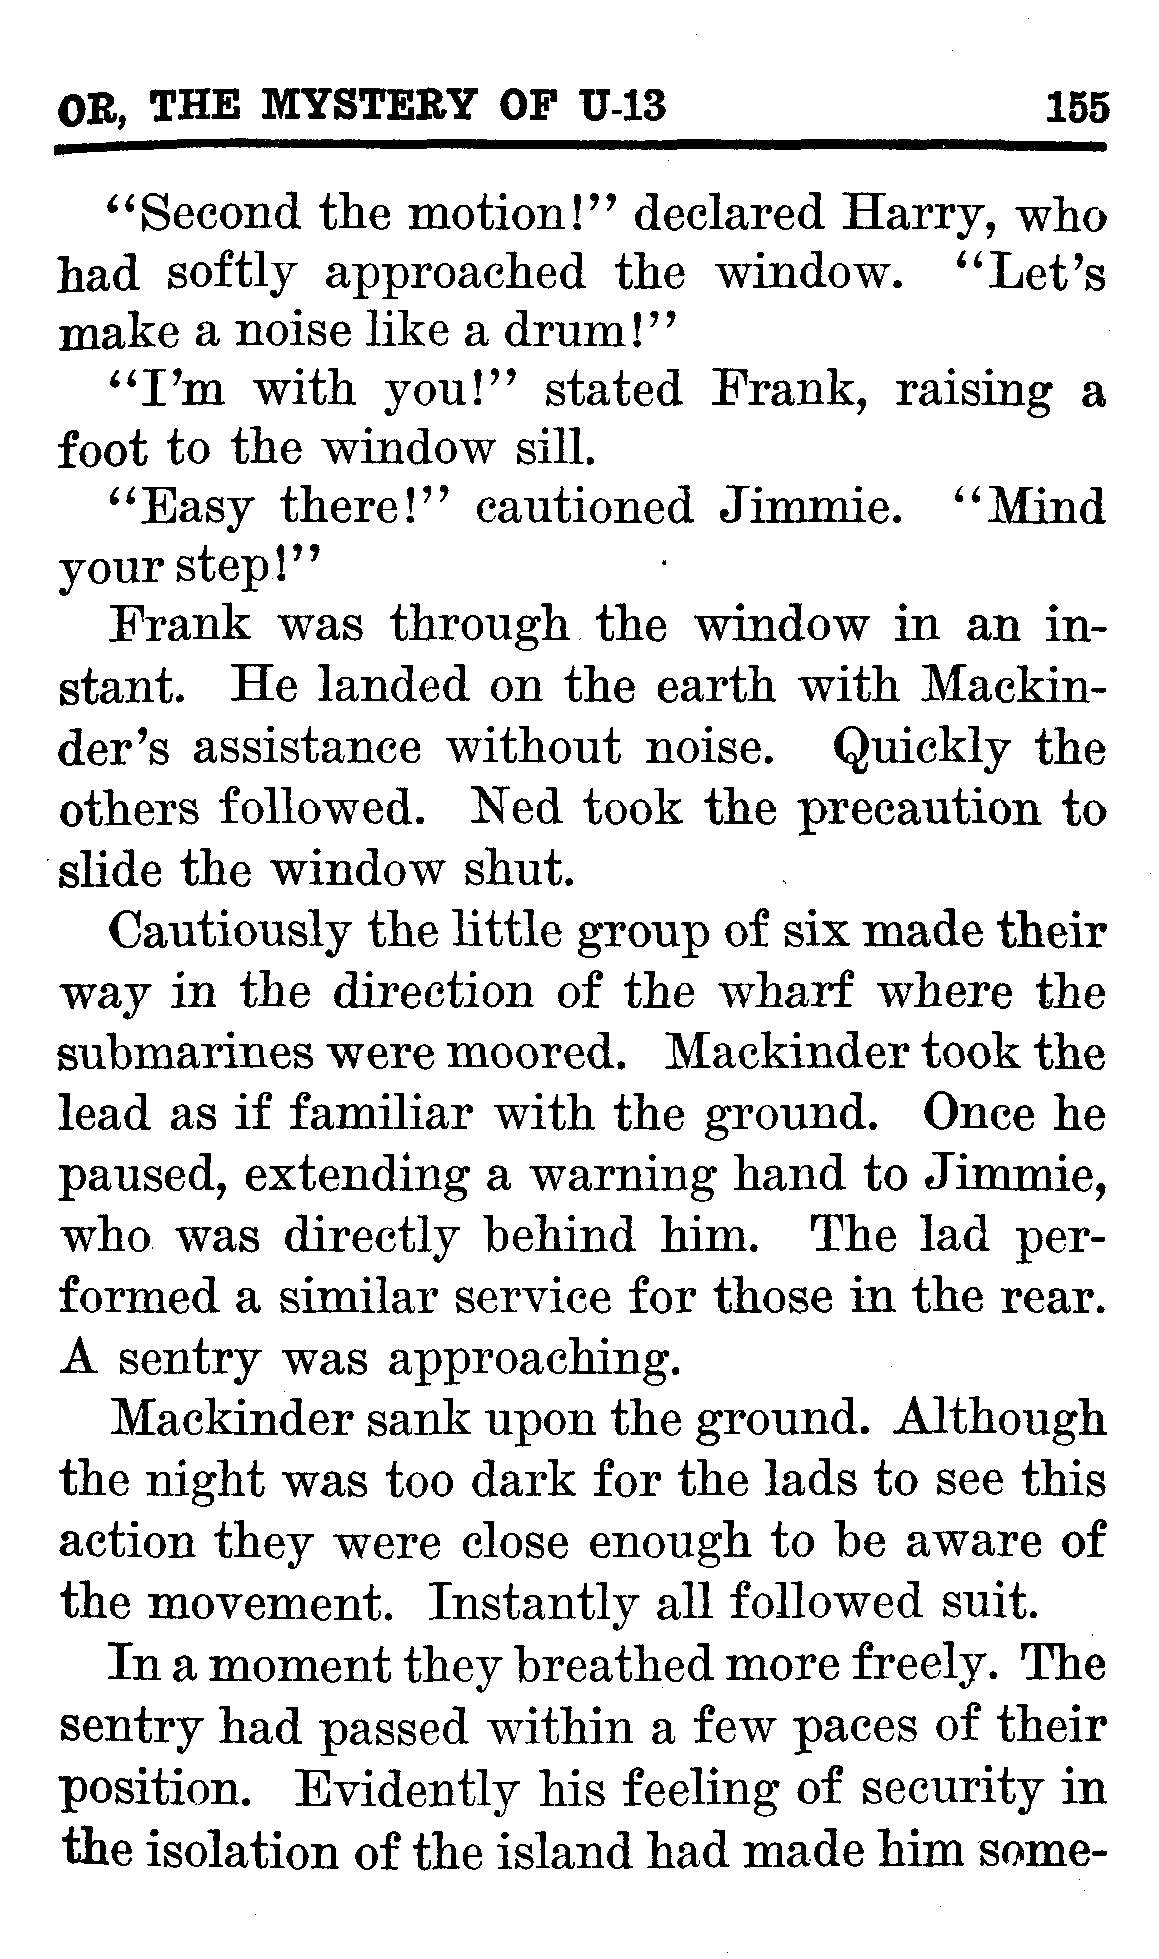 OR, THE MYSTERY OF U-13 155
“Second the motion!” declared Harry, who
had softly approached the window. “Let’s
make a noise like a drum!”
“I’m with you!” stated Frank, raising a
foot to the window sill.
“Easy there!” cautioned Jimmie. “Mind
your step!”
Frank was through the window in an in-
stant. He landed on the earth with Mackin-
der’s assistance without noise. Quickly the
others followed. Ned took the precaution to
slide the window shut.
Cautiously the little group of six made their
way in the direction of the wharf where the
submarines were moored. Mackinder took the
lead as if familiar with the ground. Once he
paused, extending a warning hand to Jimmie,
who was directly behind him. The lad per-
formed a similar service for those in the rear.
A sentry was approaching.
Mackinder sank upon the ground. Although
the night was too dark for the lads to see this
action they were close enough to be aware of
the movement. Instantly all followed suit.
In a moment they breathed more freely. The
sentry had passed within a few paces of their
position. Evidently his feeling of security in
the isolation of the island had made him some-